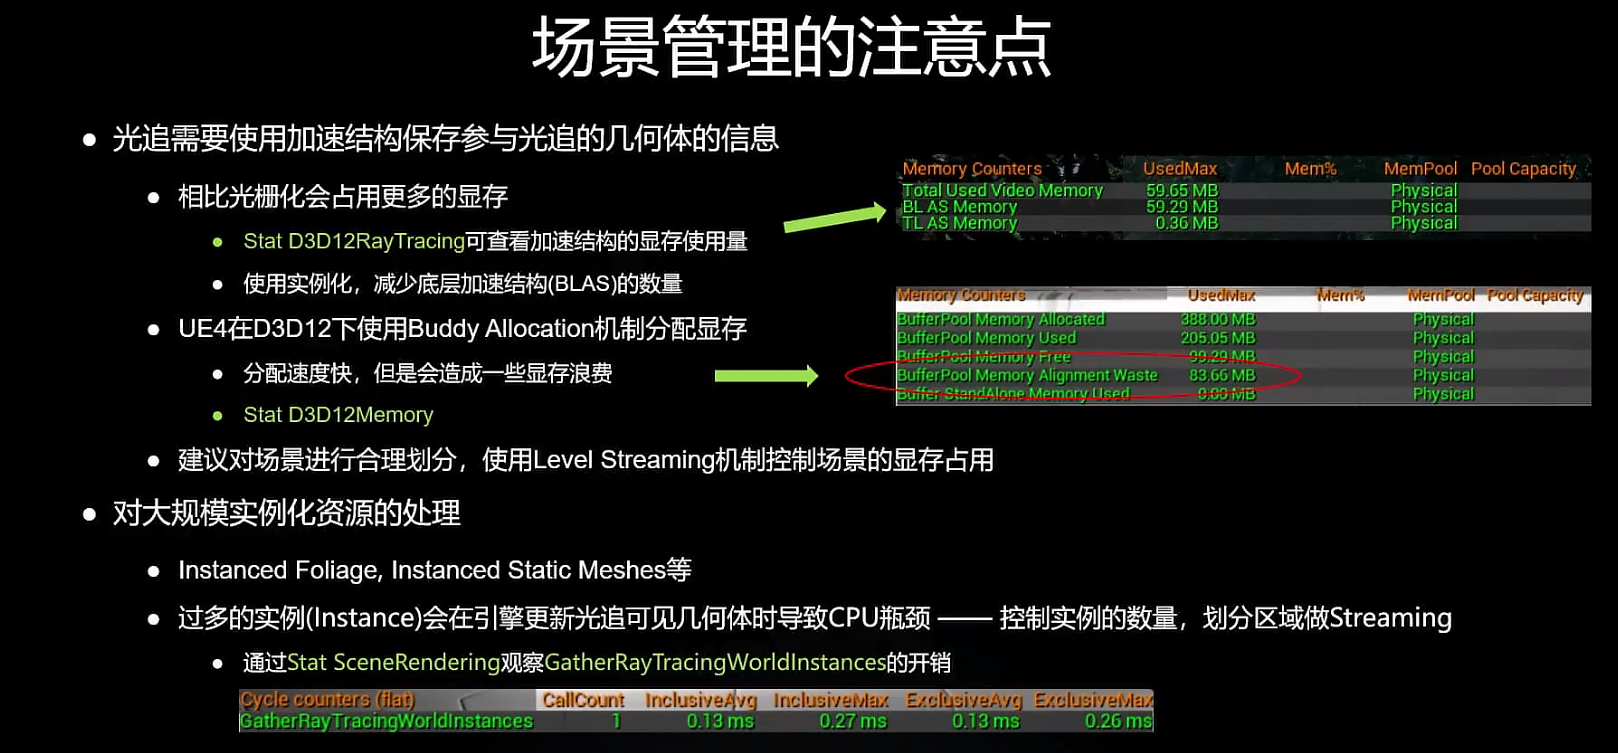 场景管理的注意点
● 光追需要使用加速结构保存参与光追的几何体的信息
● 相比光栅化会占用更多的显存
● Stat D3D12RayTracing可查看加速结构的显存使用量
● 使用实例化，减少底层加速结构(BLAS)的数量
● UE4在D3D12下使用Buddy Allocation机制分配显存
● 分配速度快，但是会造成一些显存浪费
● Stat D3D12Memory
● 建议对场景进行合理划分，使用Level Streaming机制控制场景的显存占用
● 对大规模实例化资源的处理
● Instanced Foliage, Instanced Static Meshes等
● 过多的实例(Instance)会在引擎更新光追可见几何体时导致CPU瓶颈 —— 控制实例的数量，划分区域做Streaming
● 通过Stat SceneRendering观察GatherRayTracingWorldInstances的开销
Memory Counters UsedMax Mem% MemPool Pool Capacity
Total Used Video Memory 59.65 MB Physical
BL AS Memory 59.29 MB Physical
TL AS Memory 0.36 MB Physical
Memory Counters UsedMax Mem% MemPool Pool Capacity
BufferPool Memory Allocated 388.00 MB Physical
BufferPool Memory Used 205.05 MB Physical
BufferPool Memory Free 99.29 MB Physical
BufferPool Memory Alignment Waste 83.66 MB Physical
Buffer StandAlone Memory Used 0.00 MB Physical
Cycle counters (flat) CallCount InclusiveAvg InclusiveMax ExclusiveAvg ExclusiveMax
GatherRayTracingWorldInstances 1 0.13 ms 0.27 ms 0.13 ms 0.26 ms